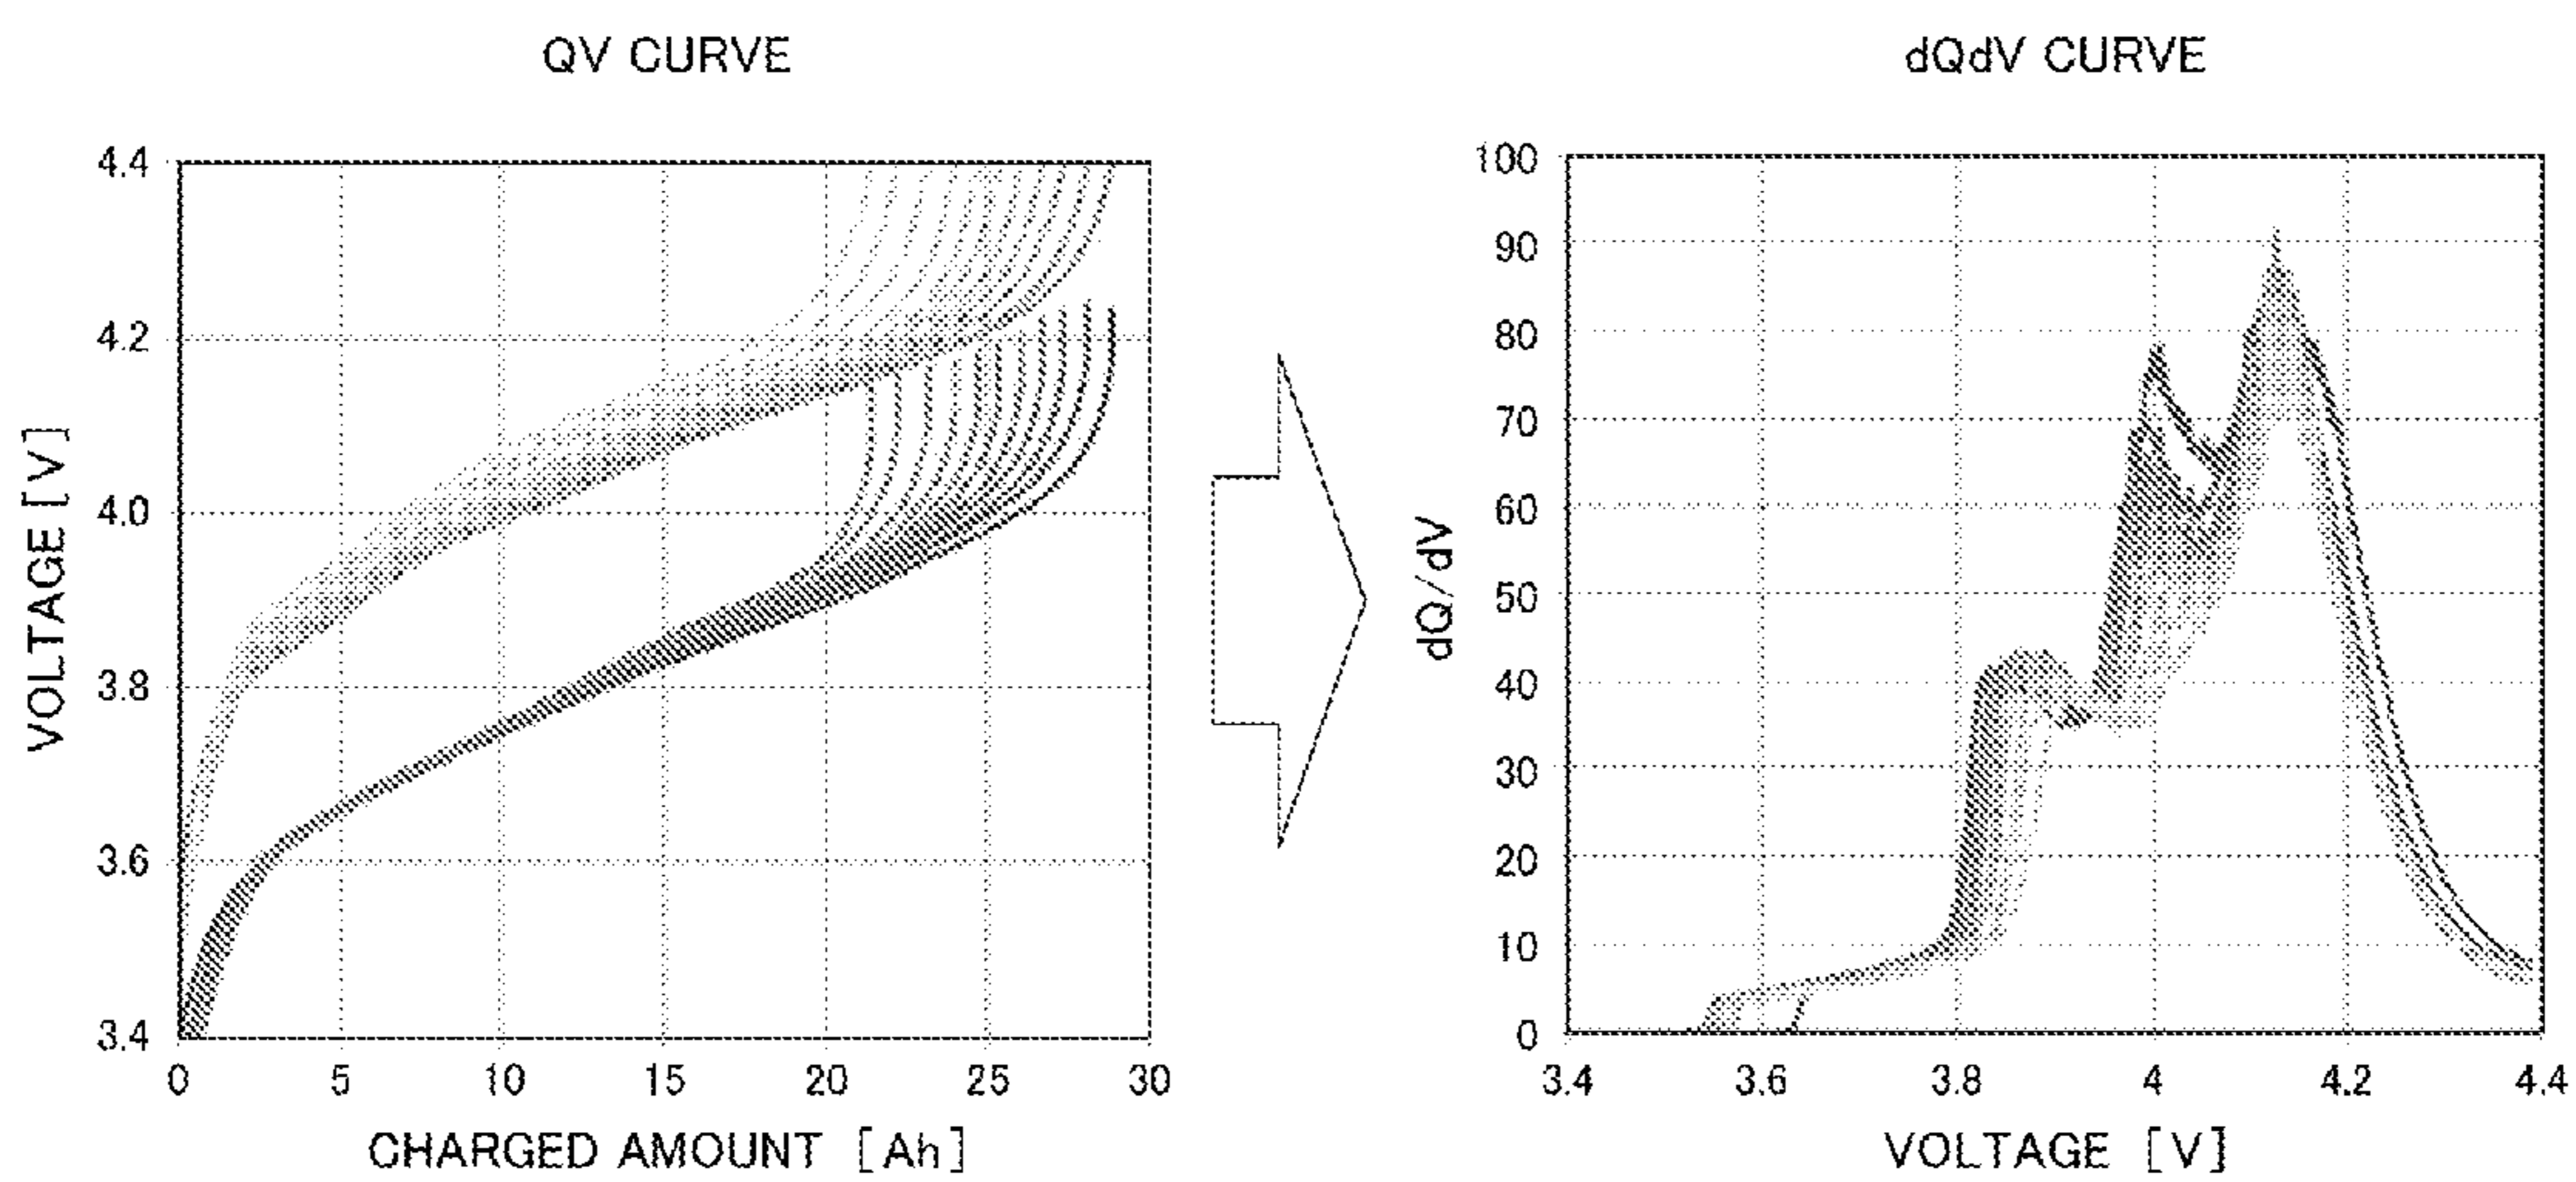 QV CURVE
4.4
4.2
4.0
3.8
3.6
3.4
VOLTAGE [V]
0 5 10 15 20 25 30
CHARGED AMOUNT [Ah]
dQdV CURVE
100
90
80
70
60
50
40
30
20
10
0
dQ/dV
3.4 3.6 3.8 4 4.2 4.4
VOLTAGE [V]